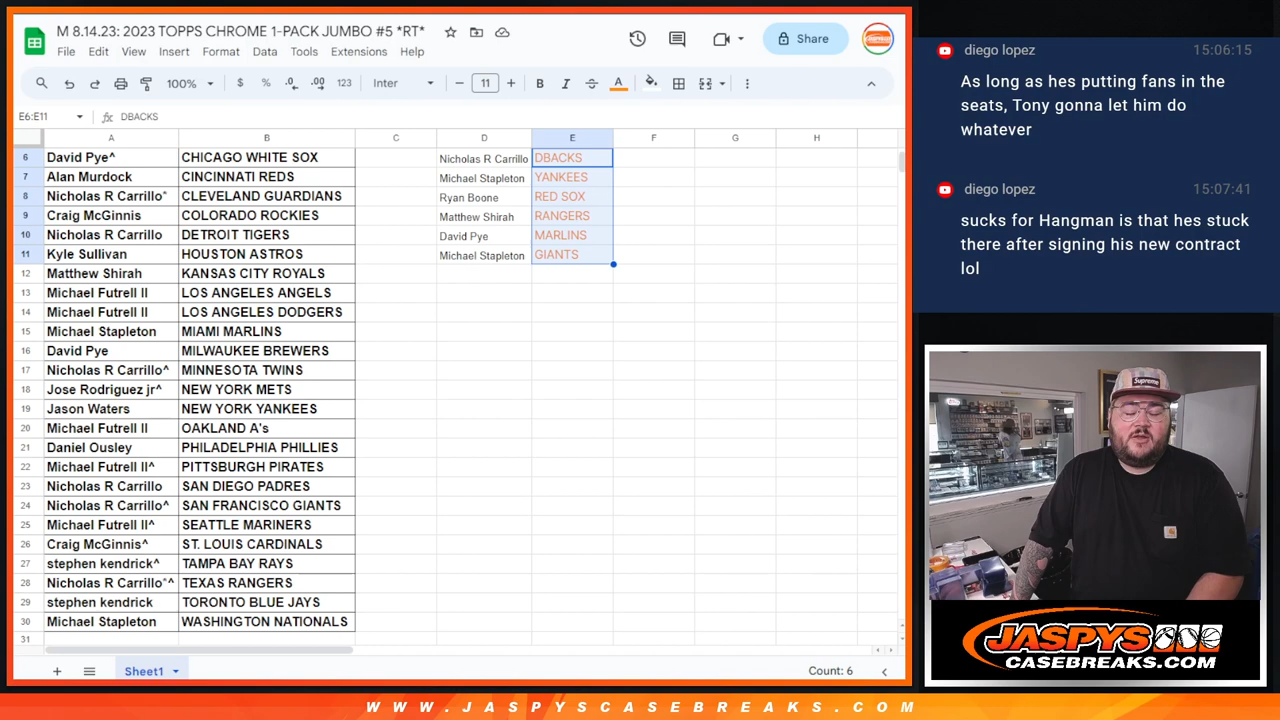 M 8.14.23: 2023 TOPPS CHROME 1-PACK JUMBO #5 *RT*
File Edit View Insert Format Data Tools Extensions Help
Share
100% $ % .0 .00 123 Inter - 11 + B I S A
E6:E11 fx DBACKS
A B C D E F G H
6 David Pye^ CHICAGO WHITE SOX Nicholas R Carrillo DBACKS
7 Alan Murdock CINCINNATI REDS Michael Stapleton YANKEES
8 Nicholas R Carrillo* CLEVELAND GUARDIANS Ryan Boone RED SOX
9 Craig McGinnis COLORADO ROCKIES Matthew Shirah RANGERS
10 Nicholas R Carrillo DETROIT TIGERS David Pye MARLINS
11 Kyle Sullivan HOUSTON ASTROS Michael Stapleton GIANTS
12 Matthew Shirah KANSAS CITY ROYALS
13 Michael Futrell II LOS ANGELES ANGELS
14 Michael Futrell II LOS ANGELES DODGERS
15 Michael Stapleton MIAMI MARLINS
16 David Pye MILWAUKEE BREWERS
17 Nicholas R Carrillo^ MINNESOTA TWINS
18 Jose Rodriguez jr^ NEW YORK METS
19 Jason Waters NEW YORK YANKEES
20 Michael Futrell II OAKLAND A's
21 Daniel Ousley PHILADELPHIA PHILLIES
22 Michael Futrell II^ PITTSBURGH PIRATES
23 Nicholas R Carrillo SAN DIEGO PADRES
24 Nicholas R Carrillo^ SAN FRANCISCO GIANTS
25 Michael Futrell II^ SEATTLE MARINERS
26 Craig McGinnis^ ST. LOUIS CARDINALS
27 stephen kendrick^ TAMPA BAY RAYS
28 Nicholas R Carrillo*^ TEXAS RANGERS
29 stephen kendrick TORONTO BLUE JAYS
30 Michael Stapleton WASHINGTON NATIONALS
31
Sheet1
Count: 6
diego lopez 15:06:15
As long as hes putting fans in the
seats, Tony gonna let him do
whatever
diego lopez 15:07:41
sucks for Hangman is that hes stuck
there after signing his new contract
lol
Supreme
JASPYS
CASEBREAKS.COM
WWW.JASPYSCASEBREAKS.COM